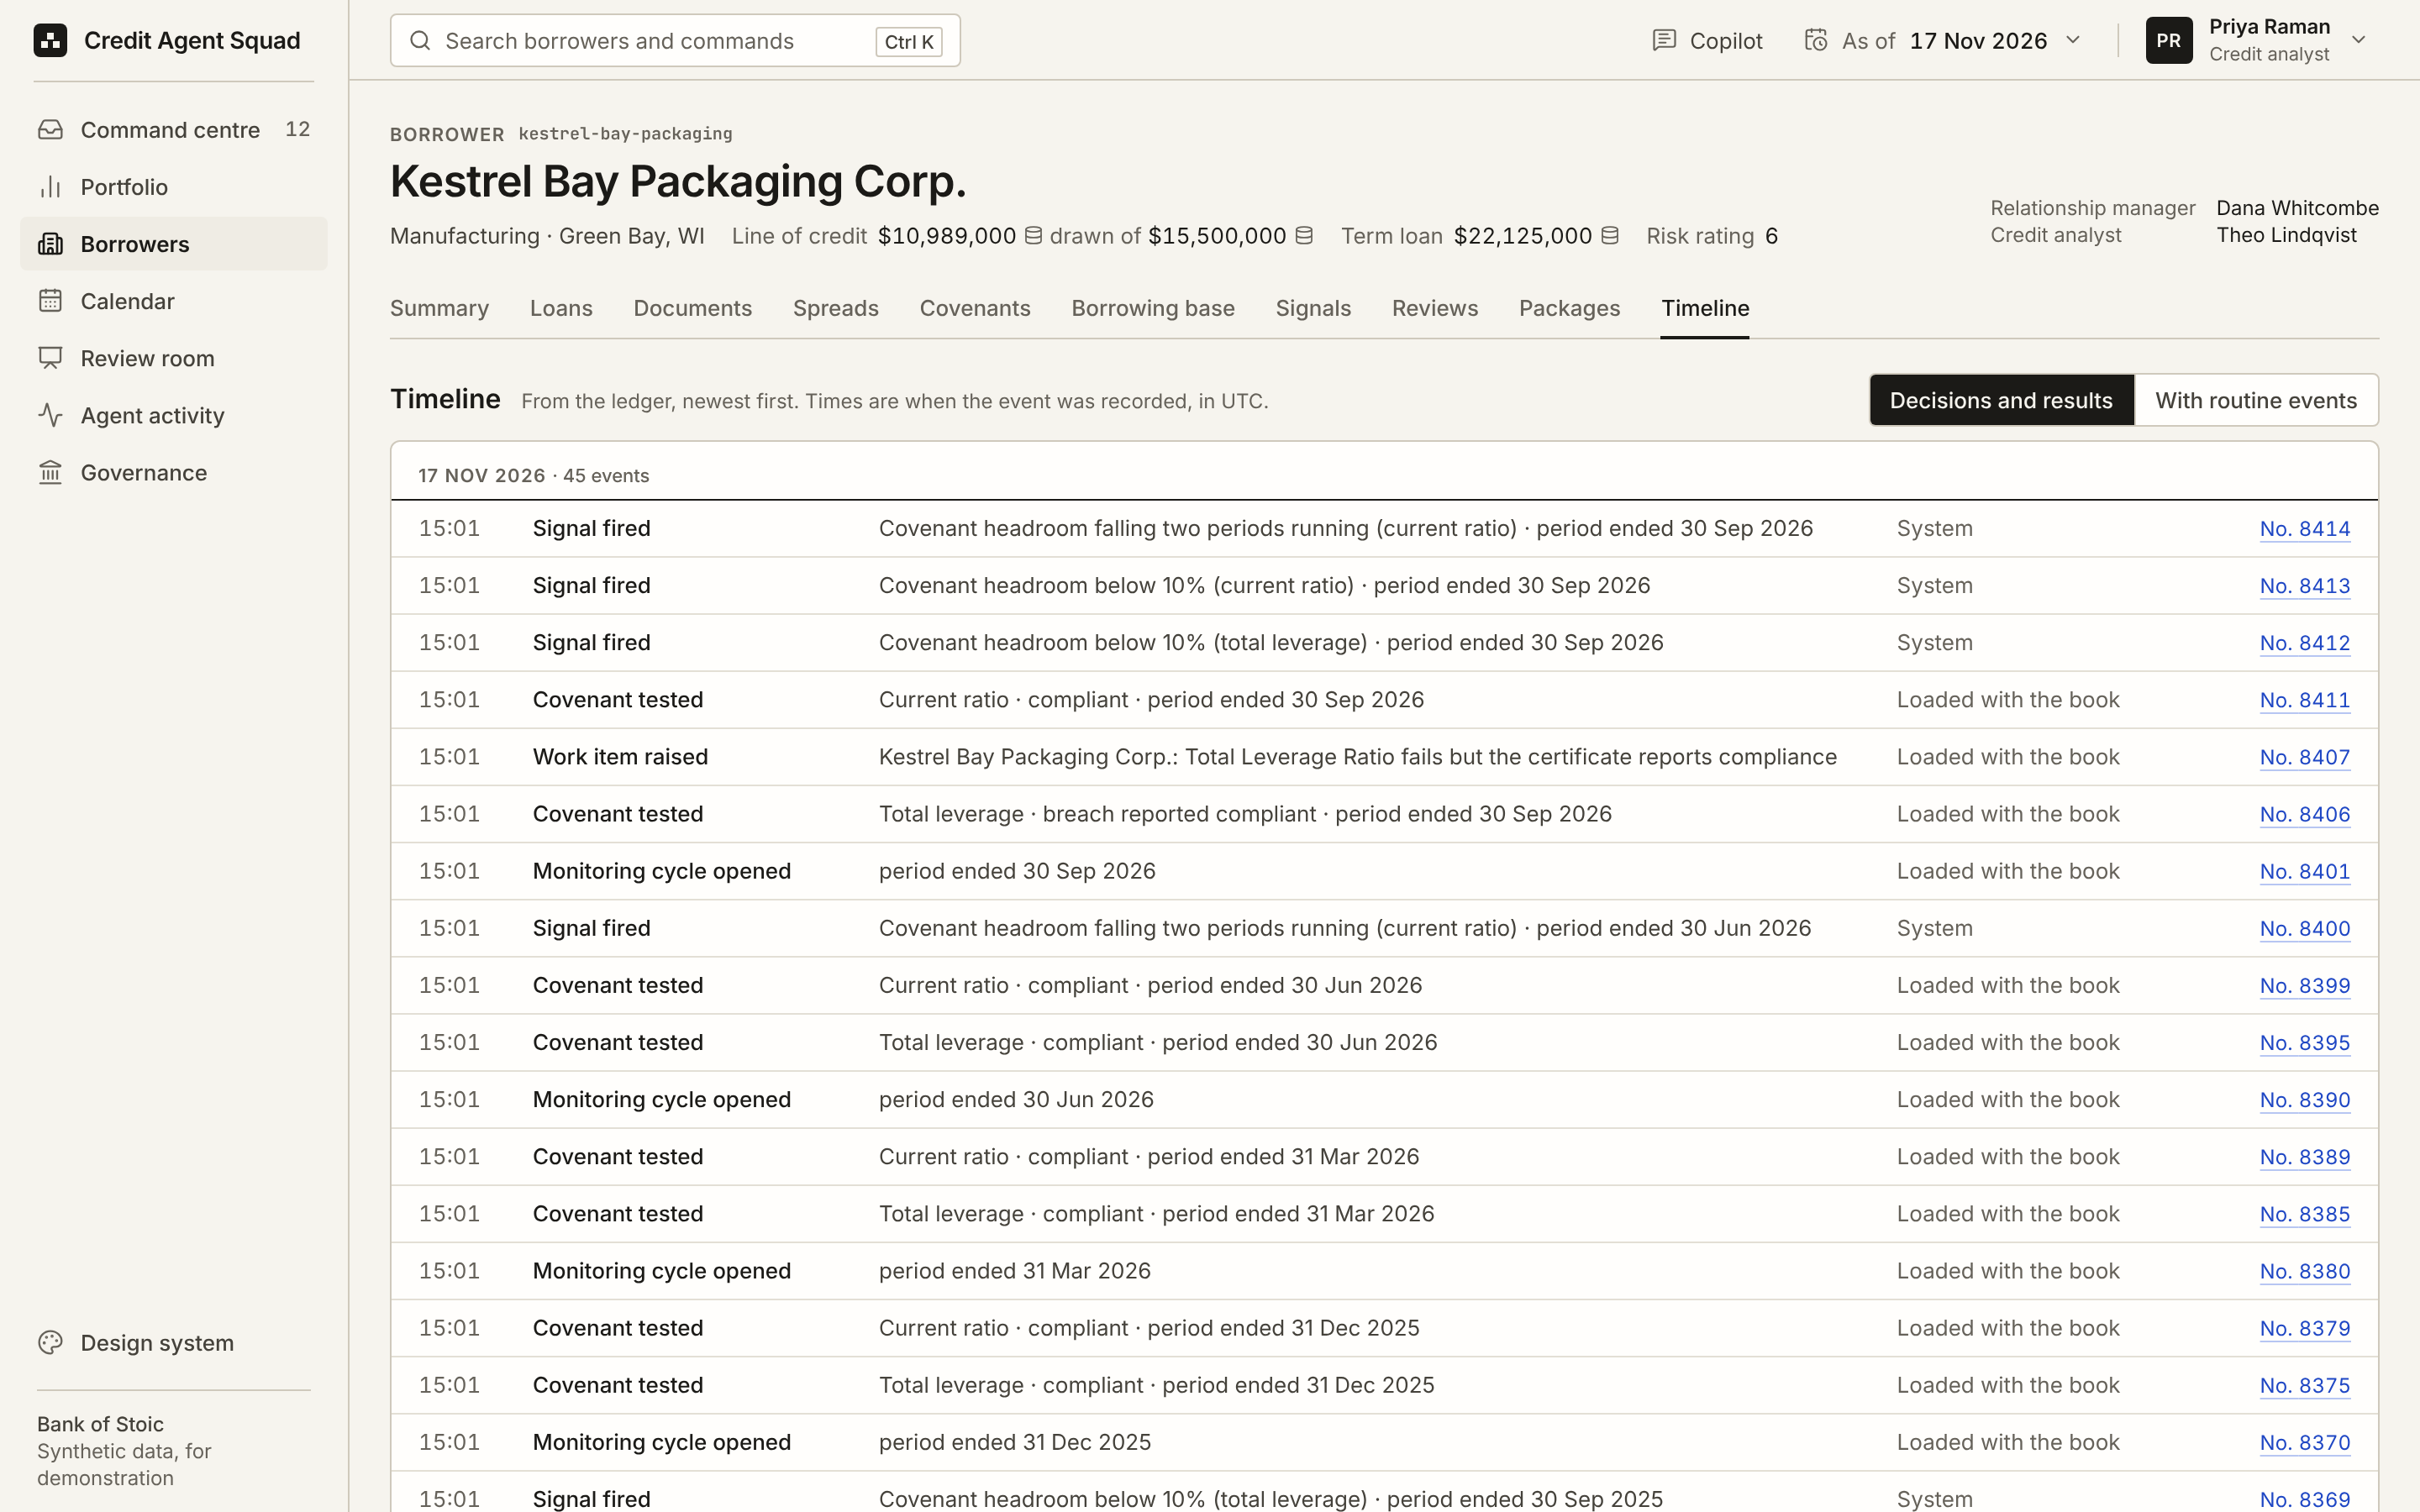 Credit Agent Squad
Search borrowers and commands Ctrl K
Copilot
As of 17 Nov 2026
PR
Priya Raman
Credit analyst
Command centre 12
Portfolio
Borrowers
Calendar
Review room
Agent activity
Governance
Design system
Bank of Stoic
Synthetic data, for
demonstration
BORROWER kestrel-bay-packaging
Kestrel Bay Packaging Corp.
Manufacturing · Green Bay, WI Line of credit $10,989,000 drawn of $15,500,000 Term loan $22,125,000 Risk rating 6
Relationship manager Dana Whitcombe
Credit analyst Theo Lindqvist
Summary Loans Documents Spreads Covenants Borrowing base Signals Reviews Packages Timeline
Timeline From the ledger, newest first. Times are when the event was recorded, in UTC.
Decisions and results With routine events
17 NOV 2026 · 45 events
15:01 Signal fired Covenant headroom falling two periods running (current ratio) · period ended 30 Sep 2026 System No. 8414
15:01 Signal fired Covenant headroom below 10% (current ratio) · period ended 30 Sep 2026 System No. 8413
15:01 Signal fired Covenant headroom below 10% (total leverage) · period ended 30 Sep 2026 System No. 8412
15:01 Covenant tested Current ratio · compliant · period ended 30 Sep 2026 Loaded with the book No. 8411
15:01 Work item raised Kestrel Bay Packaging Corp.: Total Leverage Ratio fails but the certificate reports compliance Loaded with the book No. 8407
15:01 Covenant tested Total leverage · breach reported compliant · period ended 30 Sep 2026 Loaded with the book No. 8406
15:01 Monitoring cycle opened period ended 30 Sep 2026 Loaded with the book No. 8401
15:01 Signal fired Covenant headroom falling two periods running (current ratio) · period ended 30 Jun 2026 System No. 8400
15:01 Covenant tested Current ratio · compliant · period ended 30 Jun 2026 Loaded with the book No. 8399
15:01 Covenant tested Total leverage · compliant · period ended 30 Jun 2026 Loaded with the book No. 8395
15:01 Monitoring cycle opened period ended 30 Jun 2026 Loaded with the book No. 8390
15:01 Covenant tested Current ratio · compliant · period ended 31 Mar 2026 Loaded with the book No. 8389
15:01 Covenant tested Total leverage · compliant · period ended 31 Mar 2026 Loaded with the book No. 8385
15:01 Monitoring cycle opened period ended 31 Mar 2026 Loaded with the book No. 8380
15:01 Covenant tested Current ratio · compliant · period ended 31 Dec 2025 Loaded with the book No. 8379
15:01 Covenant tested Total leverage · compliant · period ended 31 Dec 2025 Loaded with the book No. 8375
15:01 Monitoring cycle opened period ended 31 Dec 2025 Loaded with the book No. 8370
15:01 Signal fired Covenant headroom below 10% (total leverage) · period ended 30 Sep 2025 System No. 8369